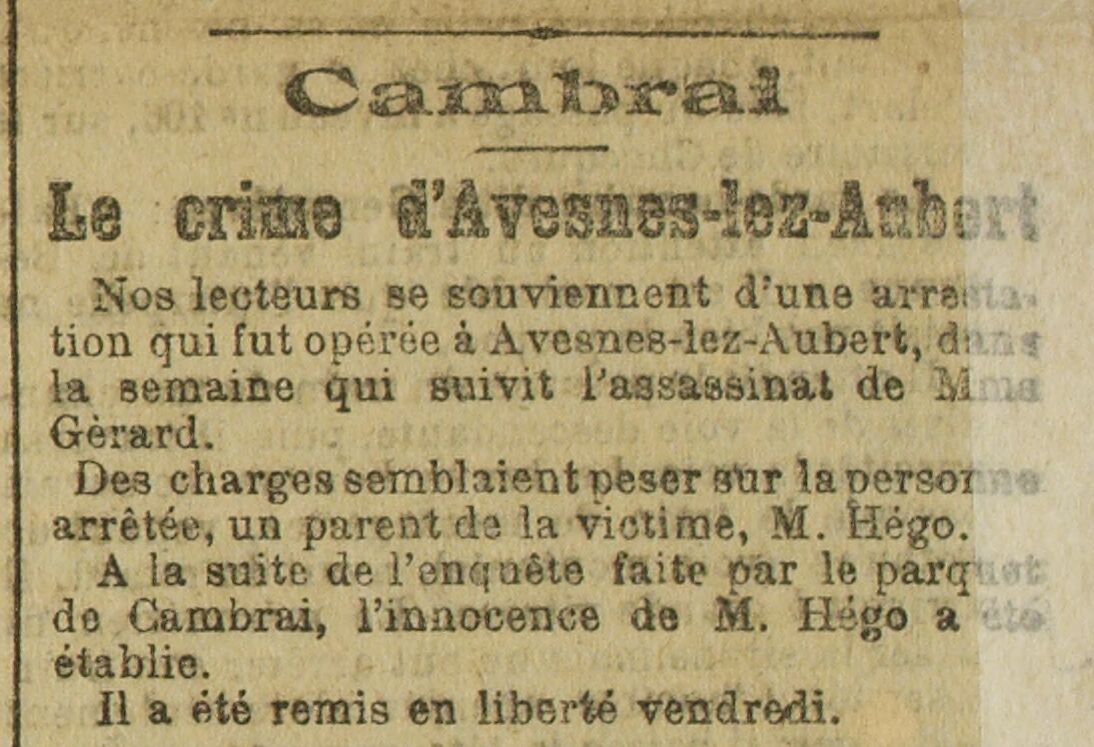 Cambrai
Le crime d'Avesnes-lez-Aubert
Nos lecteurs se souviennent d'une arresta-
tion qui fut opérée à Avesnes-lez-Aubert, dans
la semaine qui suivit l'assassinat de Mme
Gérard.
Des charges semblaient peser sur la personne
arrêtée, un parent de la victime, M. Hégo.
A la suite de l'enquête faite par le parquet
de Cambrai, l'innocence de M. Hégo a été
établie.
Il a été remis en liberté vendredi.